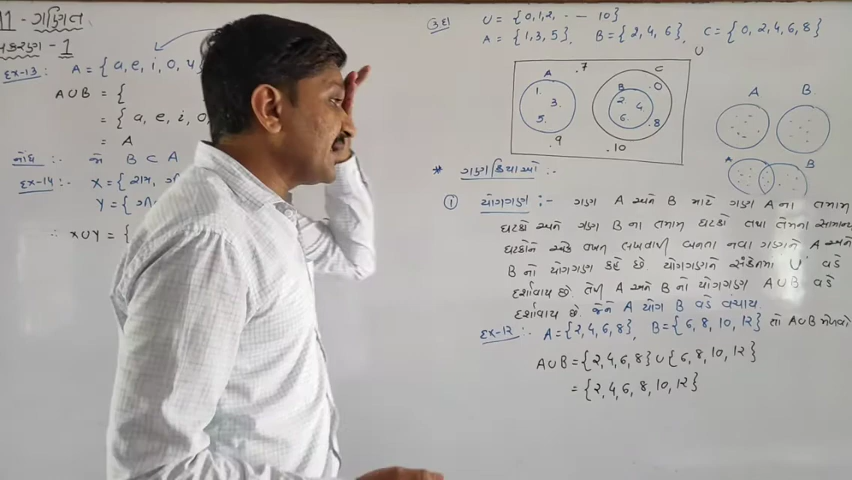 11 - ગણિત
પ્રકરણ - 1
Ex-13 :- A = {a, e, i, o, u}
A∪B = {
= {a, e, i, o,
= A
નોંધ :- જો B ⊂ A
Ex-14 :- X = {રામ,
Y = {
∴ X∪Y = {
ઉ.દા U = {0,1,2, -- -- 10}
A = {1,3,5}, B = {2,4,6}, C = {0,2,4,6,8}
U
A
.7
C
B
1.
3.
5.
2.
4.
6.
.0
.8
.9
.10
A B
A B
* ગણક્રિયાઓ :-
① યોગગણ :- ગણ A અને B માટે ગણ A ના તમામ
ઘટકો અને ગણ B ના તમામ ઘટકો તથા તેમના સામાન્ય
ઘટકોને એક વખત લખવાથી બનતા નવા ગણને A અને
B નો યોગગણ કહે છે. યોગગણને સંકેતમાં 'U' વડે
દર્શાવાય છે. તેથી A અને B નો યોગગણ A∪B વડે
દર્શાવાય છે. જેને A યોગ B વડે વંચાય.
Ex-12 :- A = {2,4,6,8}, B = {6,8,10,12} તો A∪B મેળવો.
A∪B = {2,4,6,8} ∪ {6,8,10,12}
= {2,4,6,8,10,12}